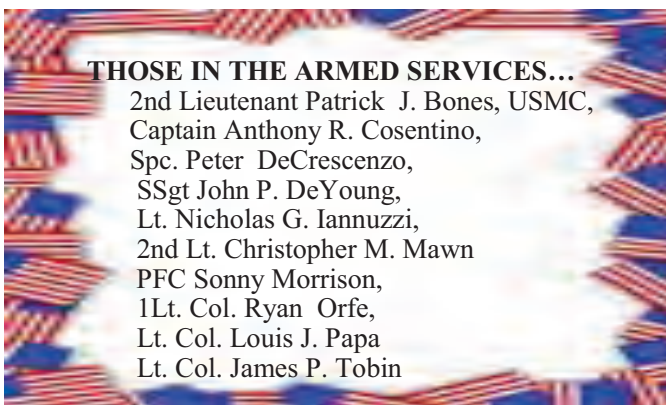 THOSE IN THE ARMED SERVICES…
2nd Lieutenant Patrick J. Bones, USMC,
Captain Anthony R. Cosentino,
Spc. Peter DeCrescenzo,
SSgt John P. DeYoung,
Lt. Nicholas G. Iannuzzi,
2nd Lt. Christopher M. Mawn
PFC Sonny Morrison,
1Lt. Col. Ryan Orfe,
Lt. Col. Louis J. Papa
Lt. Col. James P. Tobin